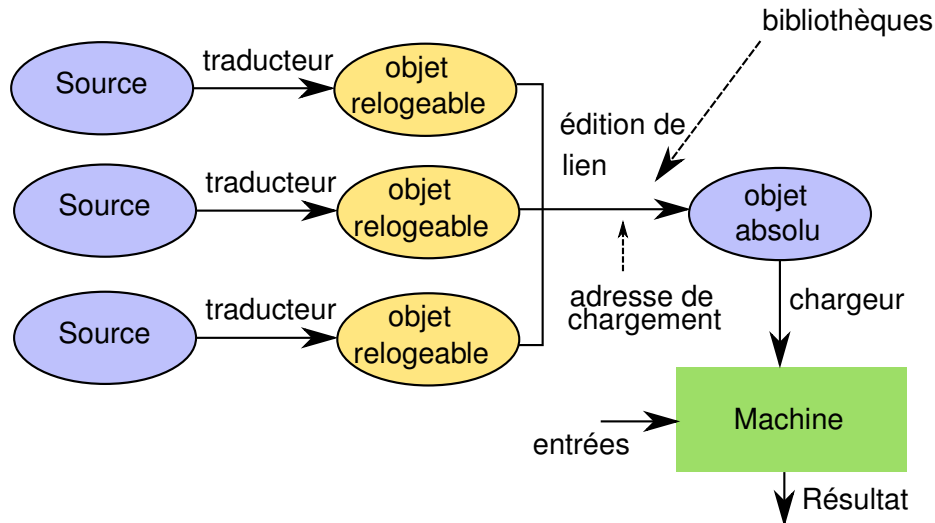 bibliothèques
Source
traducteur
objet
relogeable
édition de
lien
Source
traducteur
objet
relogeable
objet
absolu
adresse de
chargement
chargeur
Source
traducteur
objet
relogeable
Machine
entrées
Résultat